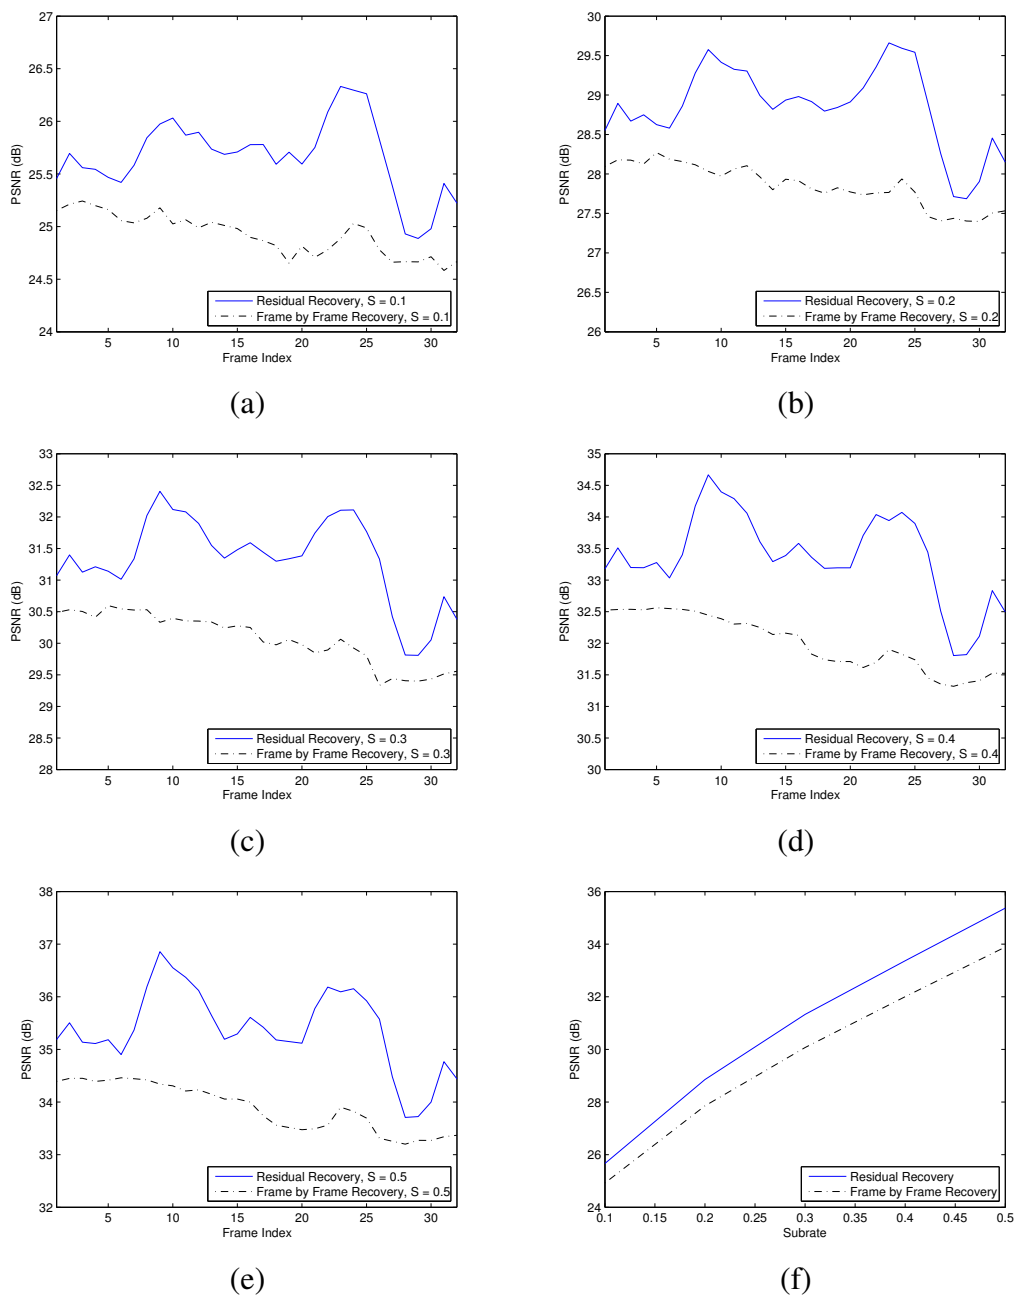 27
26.5
26
25.5
25
24.5
24
PSNR (dB)
5 10 15 20 25 30
Frame Index
Residual Recovery, S = 0.1
Frame by Frame Recovery, S = 0.1
(a)
30
29.5
29
28.5
28
27.5
27
26.5
26
PSNR (dB)
5 10 15 20 25 30
Frame Index
Residual Recovery, S = 0.2
Frame by Frame Recovery, S = 0.2
(b)
33
32.5
32
31.5
31
30.5
30
29.5
29
28.5
28
PSNR (dB)
5 10 15 20 25 30
Frame Index
Residual Recovery, S = 0.3
Frame by Frame Recovery, S = 0.3
(c)
35
34.5
34
33.5
33
32.5
32
31.5
31
30.5
30
PSNR (dB)
5 10 15 20 25 30
Frame Index
Residual Recovery, S = 0.4
Frame by Frame Recovery, S = 0.4
(d)
38
37
36
35
34
33
32
PSNR (dB)
5 10 15 20 25 30
Frame Index
Residual Recovery, S = 0.5
Frame by Frame Recovery, S = 0.5
(e)
36
34
32
30
28
26
24
PSNR (dB)
0.1 0.15 0.2 0.25 0.3 0.35 0.4 0.45 0.5
Subrate
Residual Recovery
Frame by Frame Recovery
(f)